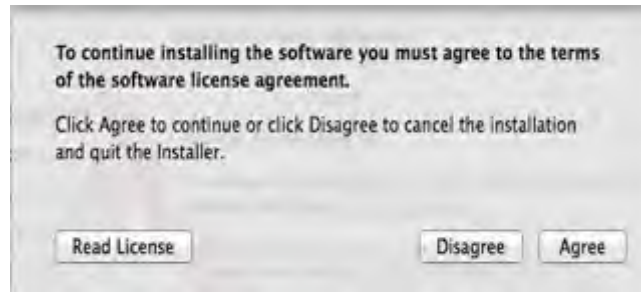 To continue installing the software you must agree to the terms
of the software license agreement.
Click Agree to continue or click Disagree to cancel the installation
and quit the Installer.
Read License
Disagree
Agree